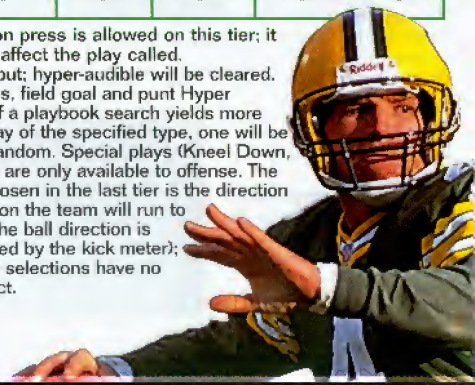 on press is allowed on this tier; it
affect the play called.
out; hyper-audible will be cleared.
s, field goal and punt Hyper
f a playbook search yields more
ay of the specified type, one will be
andom. Special plays (Kneel Down,
are only available to offense. The
osen in the last tier is the direction
on the team will run to
he ball direction is
ed by the kick meter);
selections have no
ct.
Riddell